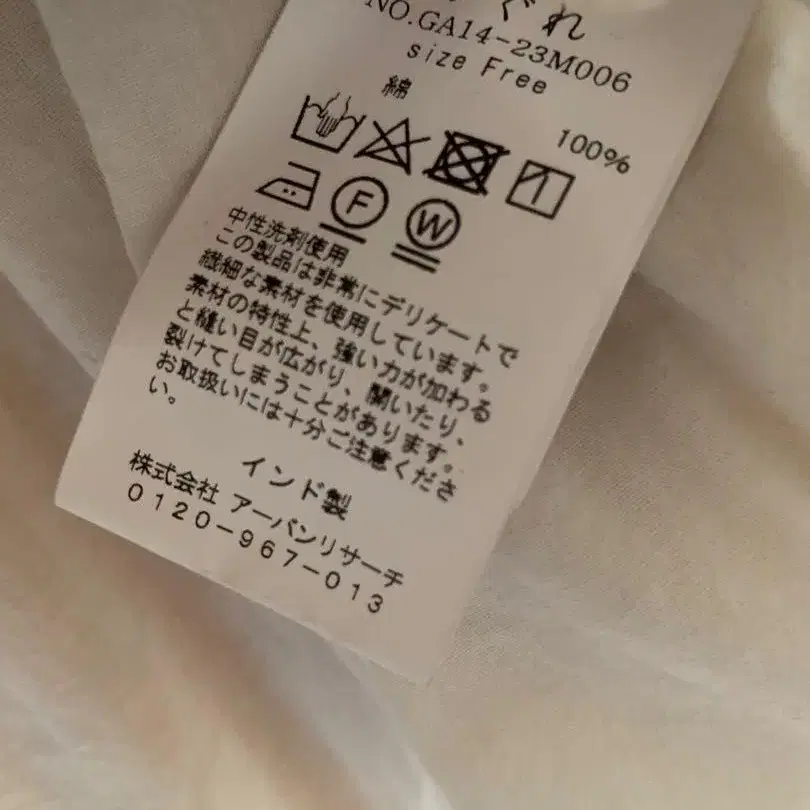 ぐれ
NO.GA14-23M006
size Free
綿 100%
F W
中性洗剤使用
この製品は非常にデリケートで
繊細な素材を使用しています。
素材の特性上、強い力が加わる
と縫い目が広がり、開いたり、
裂けてしまうことがあります。
お取扱いには十分ご注意くださ
い。
インド製
株式会社 アーバンリサーチ
0120-967-013